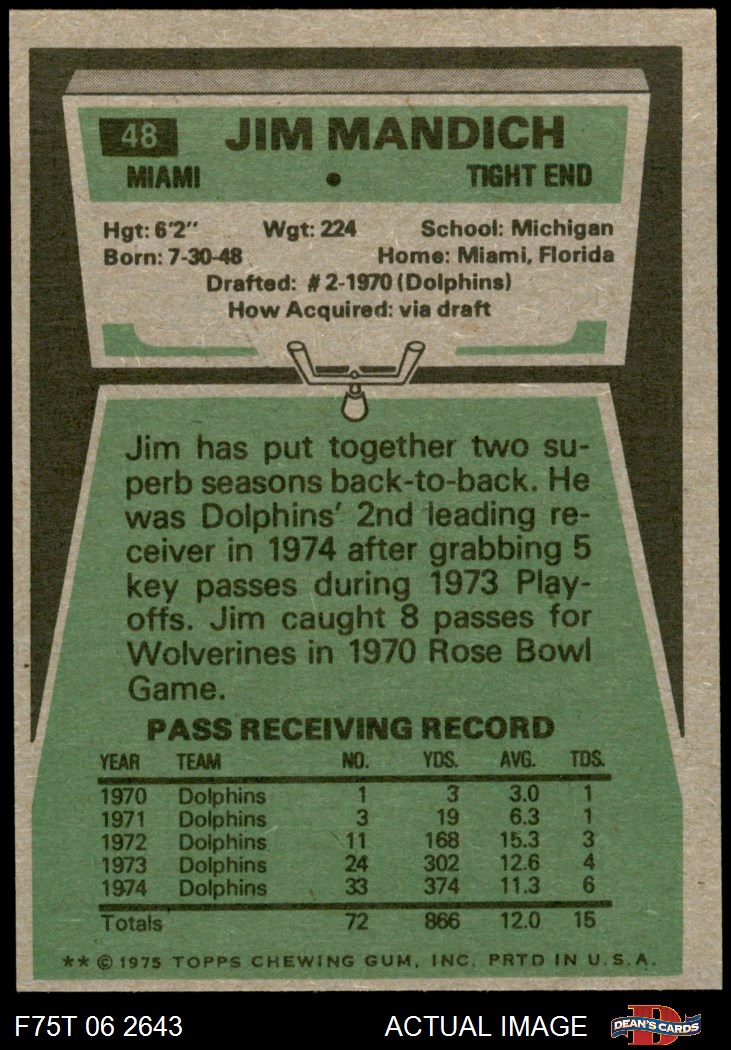 48 JIM MANDICH
MIAMI • TIGHT END
Hgt: 6'2" Wgt: 224 School: Michigan
Born: 7-30-48 Home: Miami, Florida
Drafted: #2-1970 (Dolphins)
How Acquired: via draft
Jim has put together two su-
perb seasons back-to-back. He
was Dolphins' 2nd leading re-
ceiver in 1974 after grabbing 5
key passes during 1973 Play-
offs. Jim caught 8 passes for
Wolverines in 1970 Rose Bowl
Game.
PASS RECEIVING RECORD
YEAR TEAM NO. YDS. AVG. TDS.
1970 Dolphins 1 3 3.0 1
1971 Dolphins 3 19 6.3 1
1972 Dolphins 11 168 15.3 3
1973 Dolphins 24 302 12.6 4
1974 Dolphins 33 374 11.3 6
Totals 72 866 12.0 15
** © 1975 TOPPS CHEWING GUM, INC. PRTD IN U.S.A.
F75T 06 2643 ACTUAL IMAGE D DEAN'S CARDS